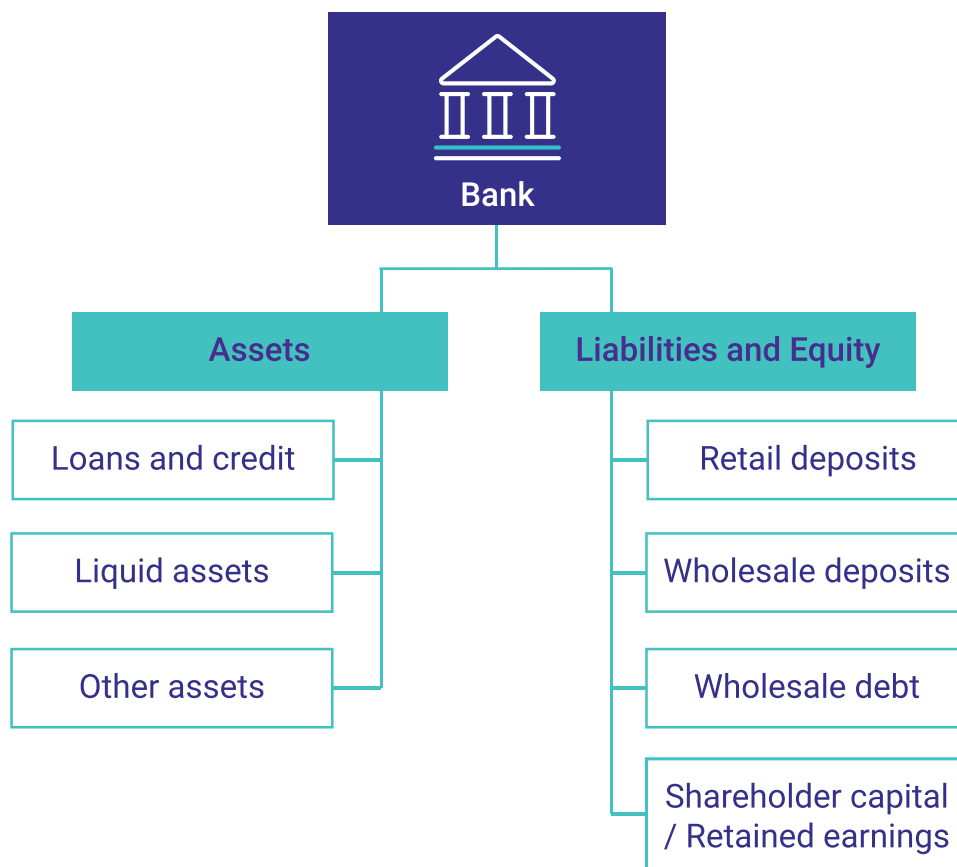 Bank
Assets
Liabilities and Equity
Loans and credit
Retail deposits
Liquid assets
Wholesale deposits
Other assets
Wholesale debt
Shareholder capital
/ Retained earnings